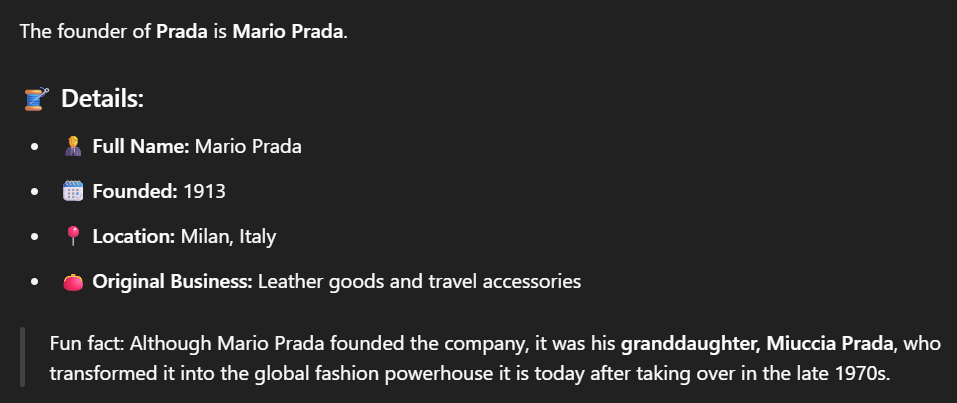 The founder of Prada is Mario Prada.
Details:
Full Name: Mario Prada
Founded: 1913
Location: Milan, Italy
Original Business: Leather goods and travel accessories
Fun fact: Although Mario Prada founded the company, it was his granddaughter, Miuccia Prada, who
transformed it into the global fashion powerhouse it is today after taking over in the late 1970s.